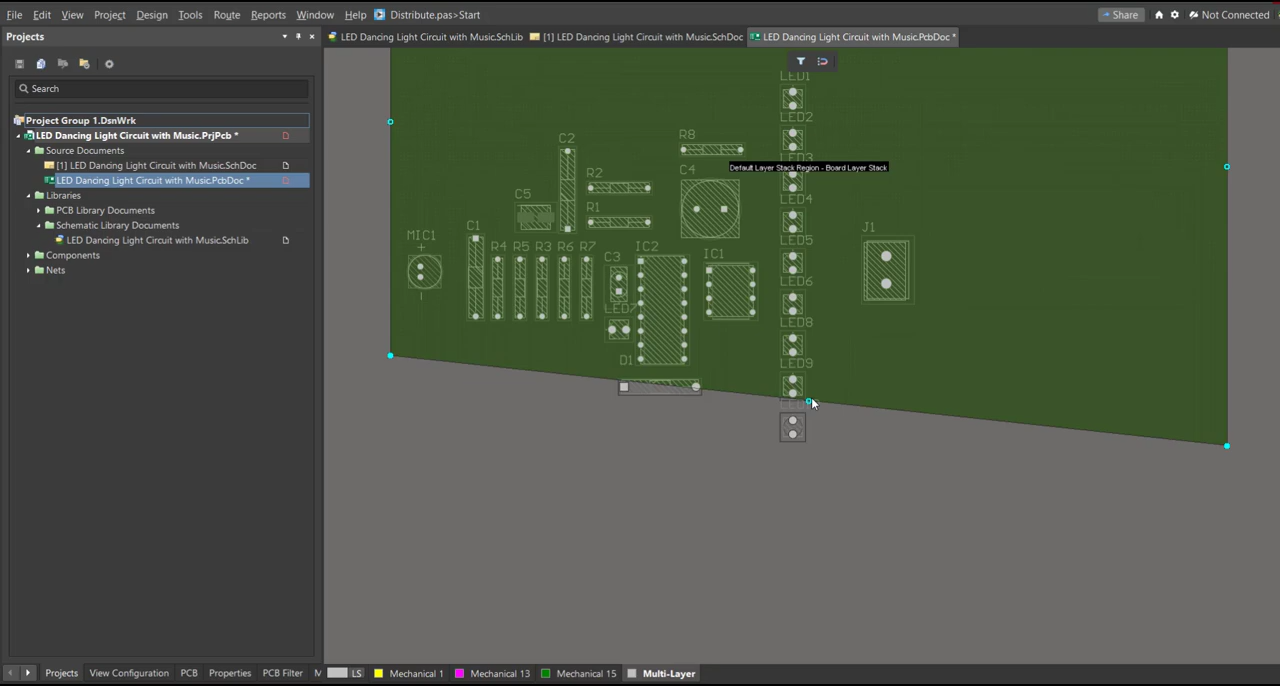 File Edit View Project Design Tools Route Reports Window Help Distribute.pas>Start Share Not Connected
Projects
LED Dancing Light Circuit with Music.SchLib
[1] LED Dancing Light Circuit with Music.SchDoc
LED Dancing Light Circuit with Music.PcbDoc *
Search
Project Group 1.DsnWrk
LED Dancing Light Circuit with Music.PrjPcb *
Source Documents
[1] LED Dancing Light Circuit with Music.SchDoc
LED Dancing Light Circuit with Music.PcbDoc *
Libraries
PCB Library Documents
Schematic Library Documents
LED Dancing Light Circuit with Music.SchLib
Components
Nets
LED1
LED2
C2
R8
LED3
Default Layer Stack Region - Board Layer Stack
R2
C4
C5
LED4
R1
C1
J1
MIC1
+
R4 R5 R3 R6 R7
IC2
LED5
C3
IC1
LED6
LED7
LED8
D1
LED9
Projects View Configuration PCB Properties PCB Filter M LS Mechanical 1 Mechanical 13 Mechanical 15 Multi-Layer